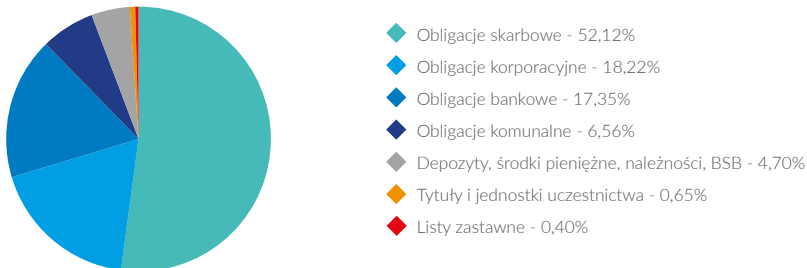 Obligacje skarbowe - 52,12%
Obligacje korporacyjne - 18,22%
Obligacje bankowe - 17,35%
Obligacje komunalne - 6,56%
Depozyty, środki pieniężne, należności, BSB - 4,70%
Tytuły i jednostki uczestnictwa - 0,65%
Listy zastawne - 0,40%